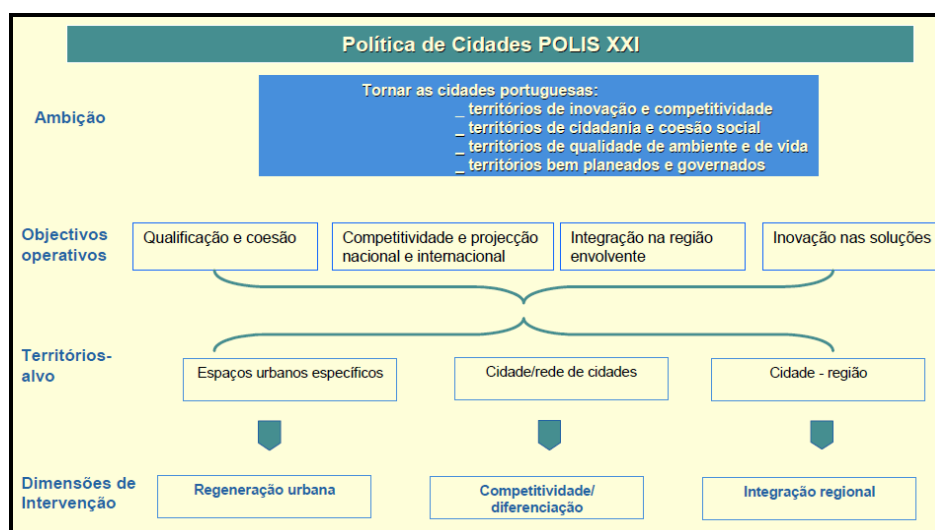 Política de Cidades POLIS XXI
Ambição
Tornar as cidades portuguesas:
_ territórios de inovação e competitividade
_ territórios de cidadania e coesão social
_ territórios de qualidade de ambiente e de vida
_ territórios bem planeados e governados
Objectivos
operativos
Qualificação e coesão
Competitividade e projecção
nacional e internacional
Integração na região
envolvente
Inovação nas soluções
Territórios-
alvo
Espaços urbanos específicos
Cidade/rede de cidades
Cidade - região
Dimensões de
Intervenção
Regeneração urbana
Competitividade/
diferenciação
Integração regional